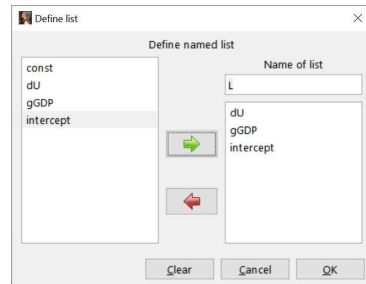 Define list
Define named list
const
dU
gGDP
intercept
Name of list
L
dU
gGDP
intercept
Clear
Cancel
OK